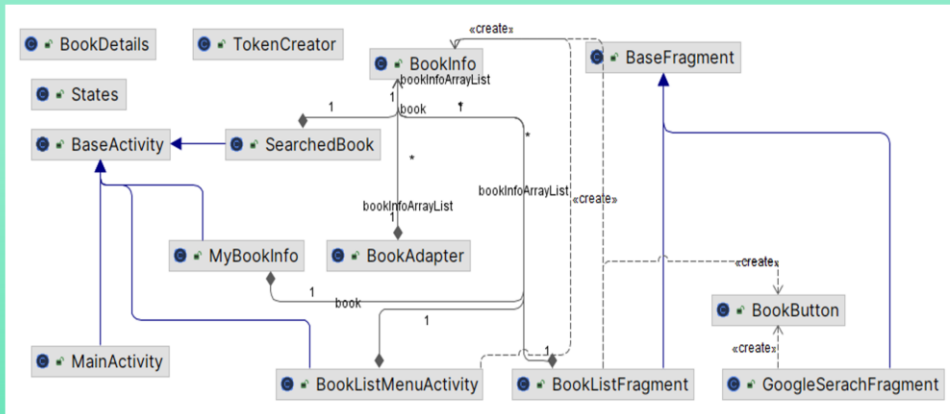 «create»
BookDetails
TokenCreator
BookInfo
BaseFragment
bookInfoArrayList
States
1
1
book
1
*
*
BaseActivity
SearchedBook
*
bookInfoArrayList
«create»
bookInfoArrayList
1
MyBookInfo
BookAdapter
«create»
1
book
BookButton
1
«create»
1
MainActivity
BookListMenuActivity
BookListFragment
GoogleSerachFragment